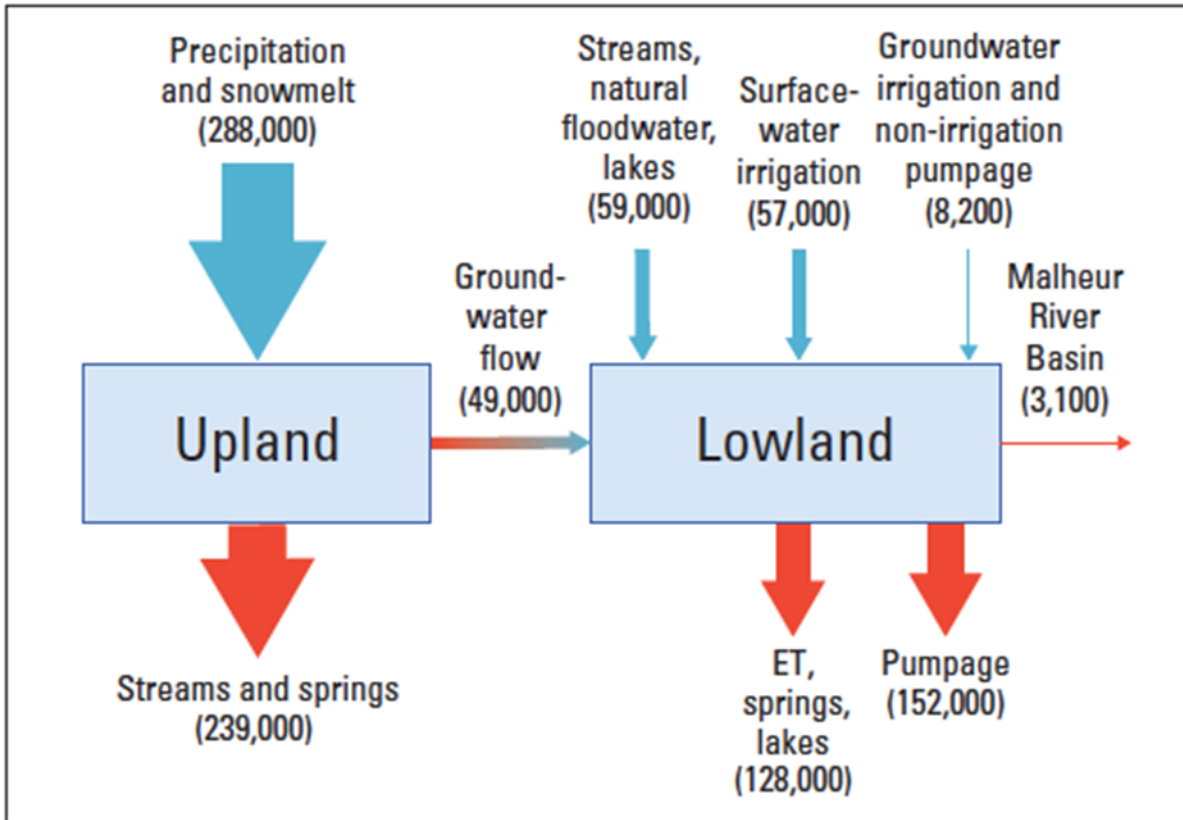 Precipitation
and snowmelt
(288,000)
Streams,
natural
floodwater,
lakes
(59,000)
Surface-
water
irrigation
(57,000)
Groundwater
irrigation and
non-irrigation
pumpage
(8,200)
Ground-
water
flow
(49,000)
Malheur
River
Basin
(3,100)
Upland
Lowland
Streams and springs
(239,000)
ET,
springs,
lakes
(128,000)
Pumpage
(152,000)